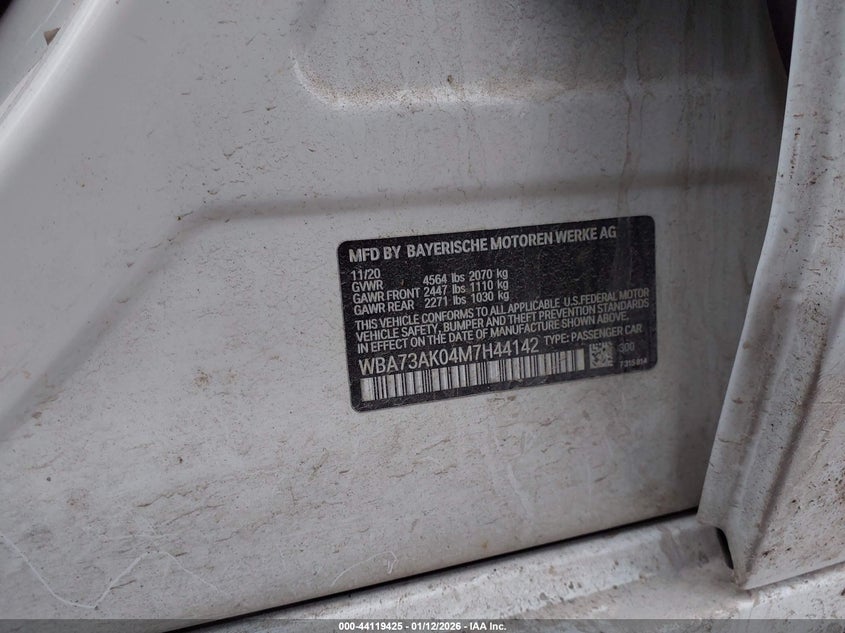 MFD BY BAYERISCHE MOTOREN WERKE AG
11/20
GVWR 4564 lbs 2070 kg
GAWR FRONT 2447 lbs 1110 kg
GAWR REAR 2271 lbs 1030 kg
THIS VEHICLE CONFORMS TO ALL APPLICABLE U.S.FEDERAL MOTOR
VEHICLE SAFETY, BUMPER AND THEFT PREVENTION STANDARDS
IN EFFECT ON THE DATE OF MANUFACTURE SHOWN ABOVE.
WBA73AK04M7H44142 TYPE: PASSENGER CAR
300
7 315 814
000-44119425 - 01/12/2026 - IAA Inc.